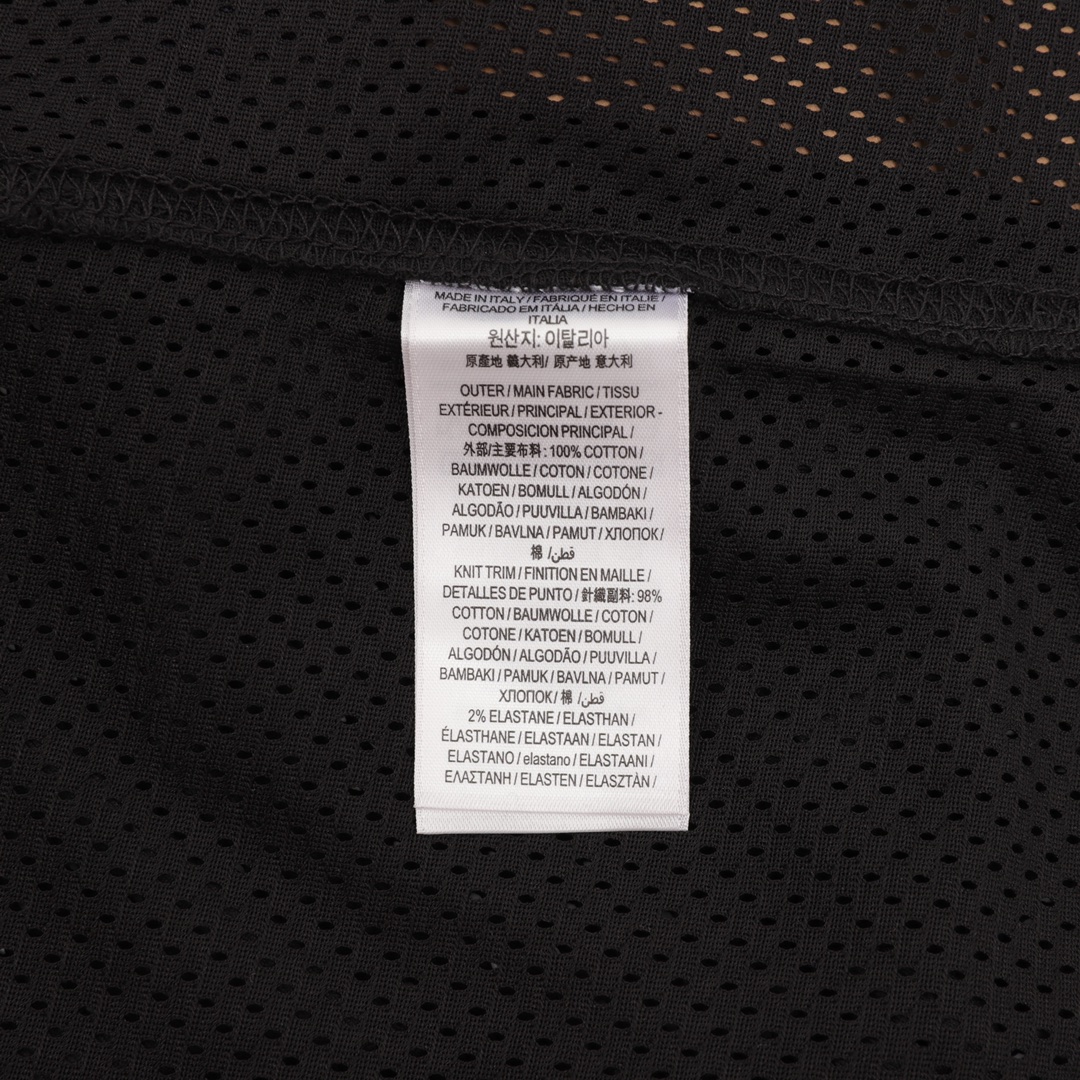 MADE IN ITALY / FABRIQUÉ EN ITALIE /
FABRICADO EM ITÁLIA / HECHO EN
ITALIA
원산지: 이탈리아
原產地 義大利/ 原产地 意大利
OUTER / MAIN FABRIC / TISSU
EXTÉRIEUR / PRINCIPAL / EXTERIOR -
COMPOSICION PRINCIPAL /
外部/主要布料: 100% COTTON /
BAUMWOLLE / COTON / COTONE /
KATOEN / BOMULL / ALGODÓN /
ALGODÃO / PUUVILLA / BAMBAKI /
PAMUK / BAVLNA / PAMUT / ХЛОПОК /
棉 /قطن
KNIT TRIM / FINITION EN MAILLE /
DETALLES DE PUNTO / 針織副料: 98%
COTTON / BAUMWOLLE / COTON /
COTONE / KATOEN / BOMULL /
ALGODÓN / ALGODÃO / PUUVILLA /
BAMBAKI / PAMUK / BAVLNA / PAMUT /
ХЛОПОК / 棉 /قطن
2% ELASTANE / ELASTHAN /
ÉLASTHANE / ELASTAAN / ELASTAN /
ELASTANO / elastano / ELASTAANI /
ΕΛΑΣΤΑΝΗ / ELASTEN / ELASZTÀN /